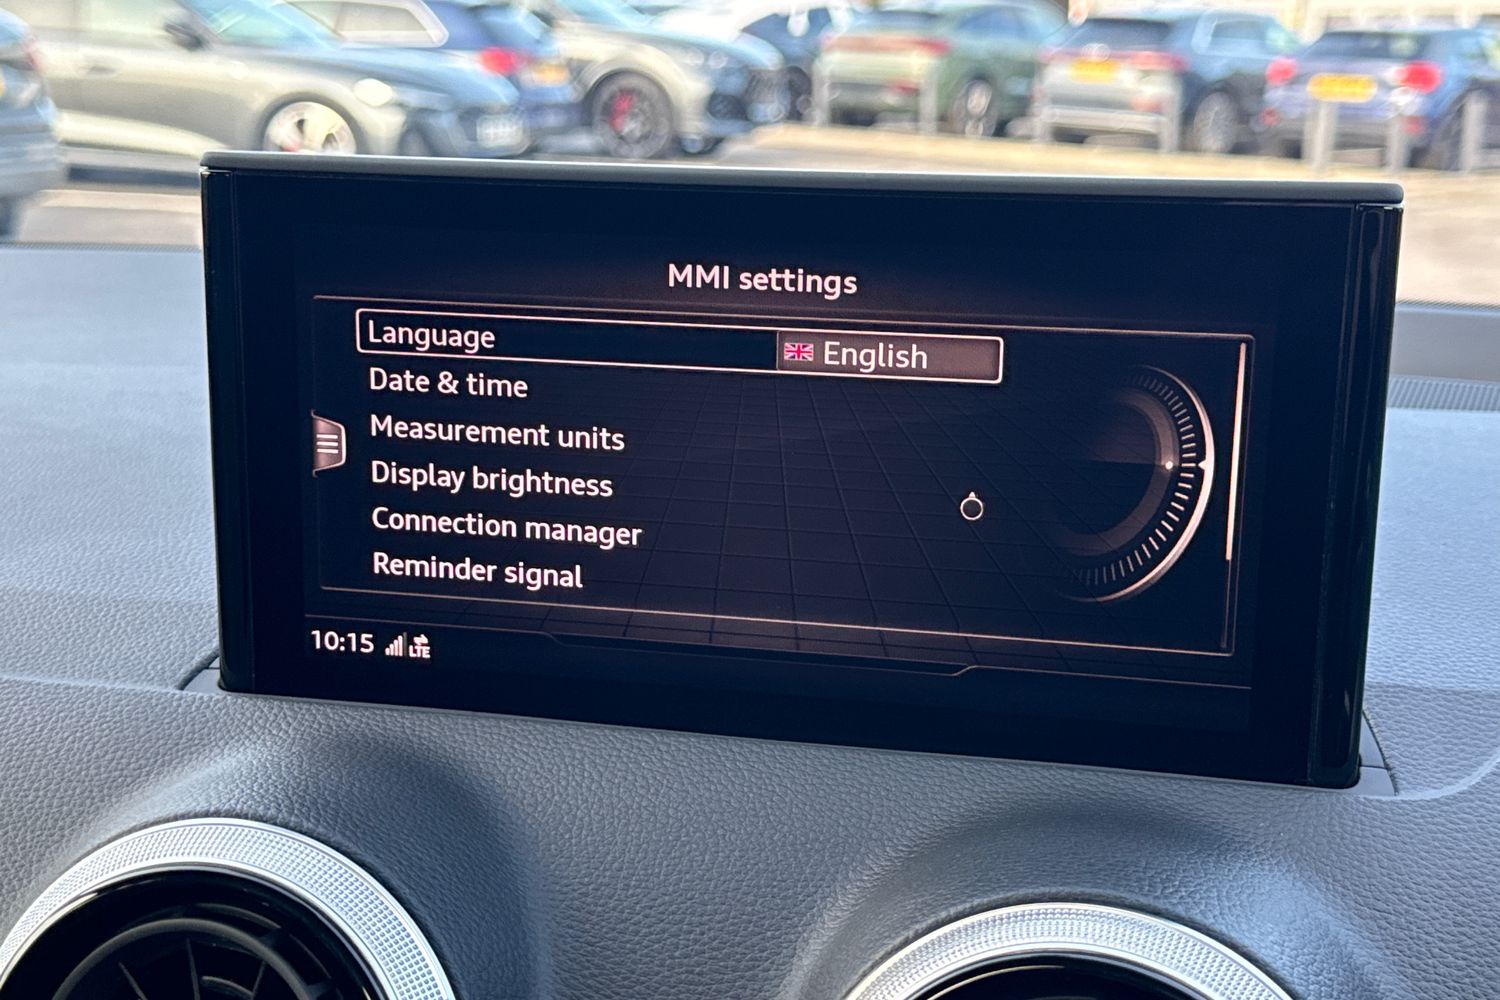 MMI settings
Language English
Date & time
Measurement units
Display brightness
Connection manager
Reminder signal
10:15 LTE